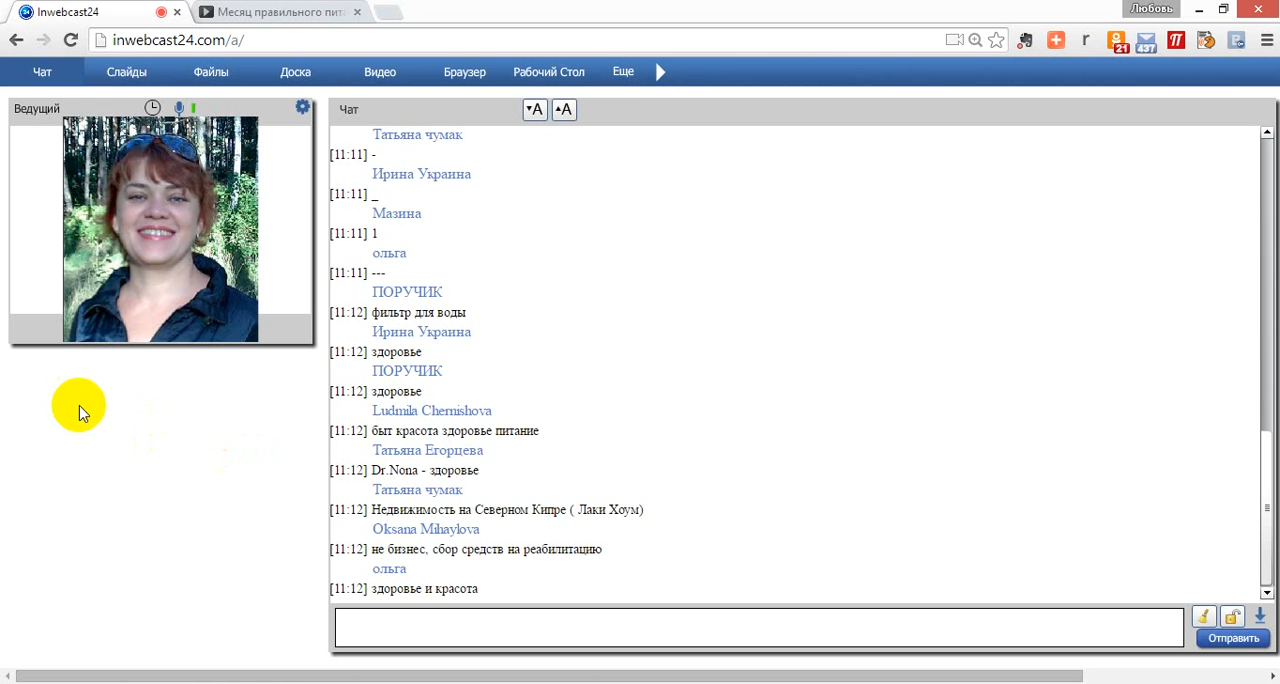 Inwebcast24
Месяц правильного пита
Любовь
inwebcast24.com/a/
21
437
Чат
Слайды
Файлы
Доска
Видео
Браузер
Рабочий Стол
Еще
Ведущий
Чат
▾A
▴A
Татьяна чумак
[11:11] -
Ирина Украина
[11:11] _
Мазина
[11:11] 1
ольга
[11:11] ---
ПОРУЧИК
[11:12] фильтр для воды
Ирина Украина
[11:12] здоровье
ПОРУЧИК
[11:12] здоровье
Ludmila Chernishova
[11:12] быт красота здоровье питание
Татьяна Егорцева
[11:12] Dr.Nona - здоровье
Татьяна чумак
[11:12] Недвижимость на Северном Кипре ( Лаки Хоум)
Oksana Mihaylova
[11:12] не бизнес, сбор средств на реабилитацию
ольга
[11:12] здоровье и красота
Отправить